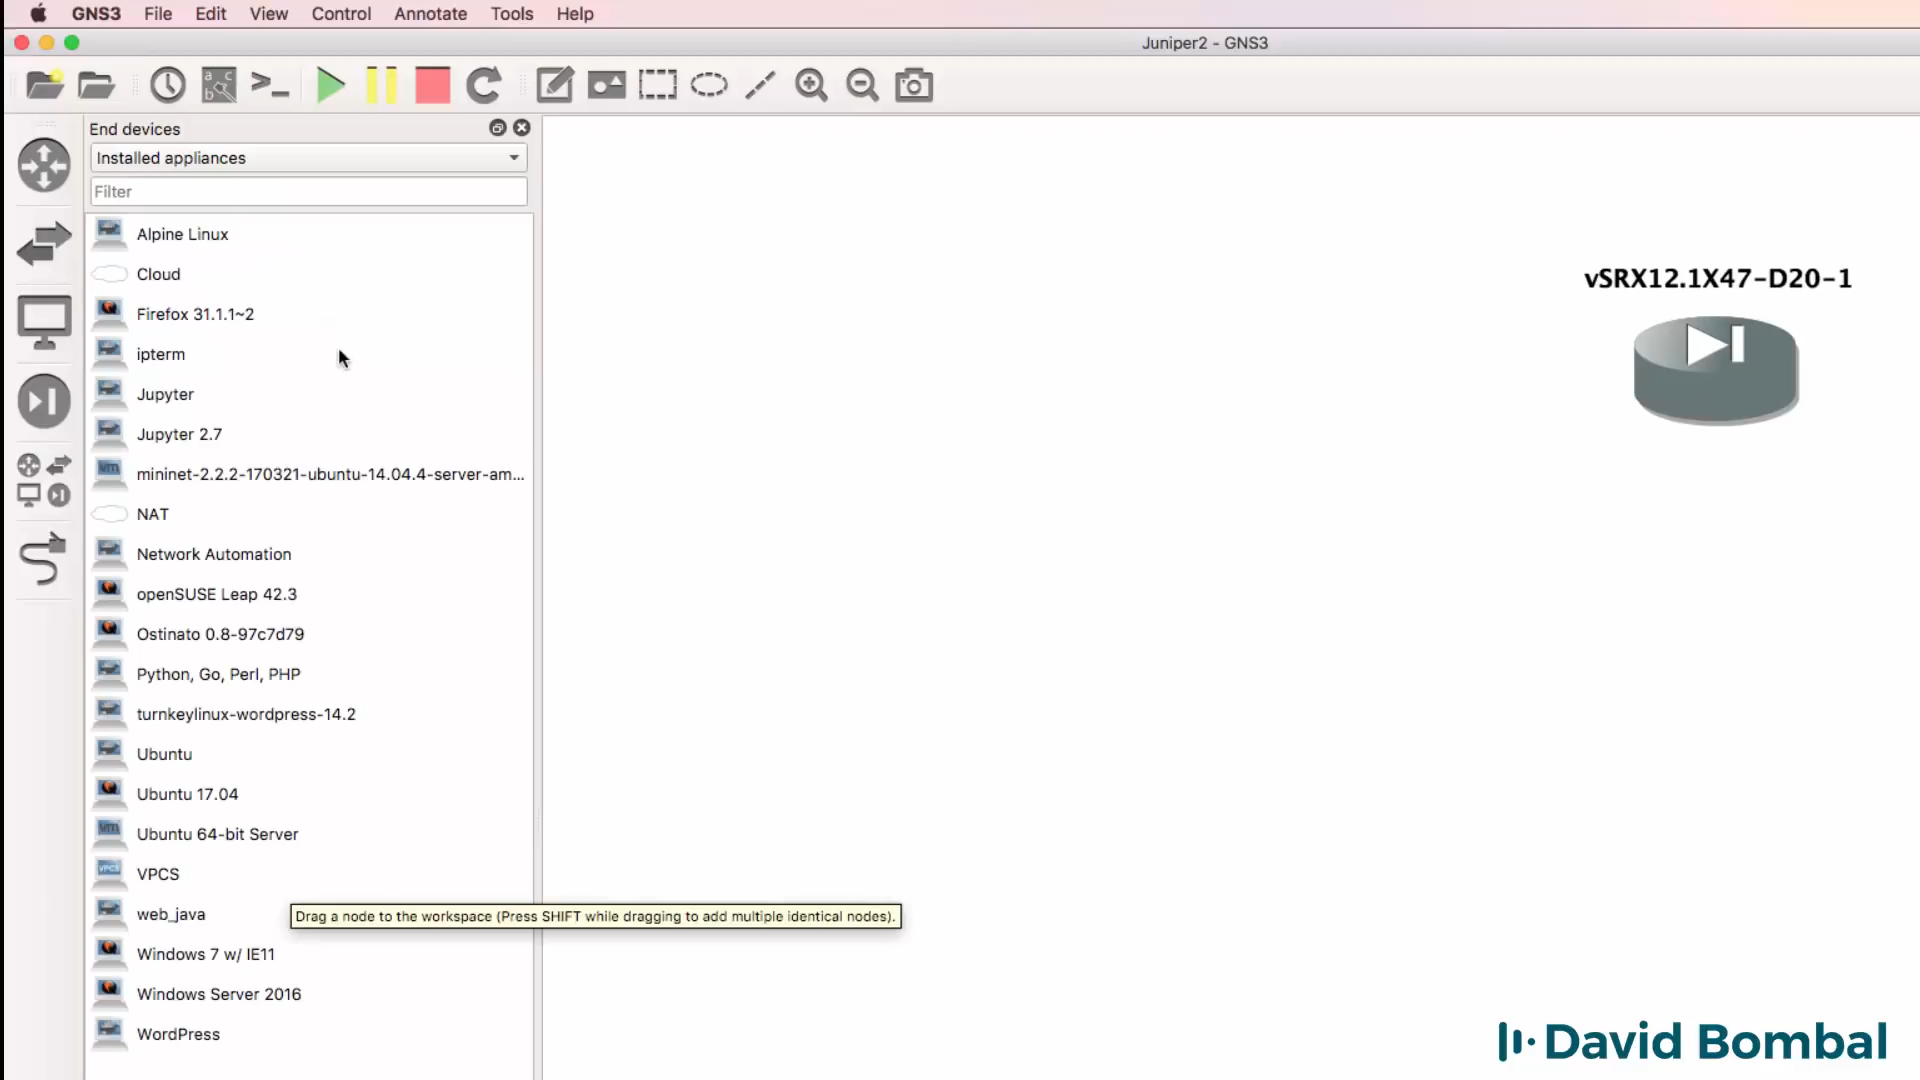 GNS3 File Edit View Control Annotate Tools Help
Juniper2 - GNS3
End devices
Installed appliances
Filter
Alpine Linux
Cloud
Firefox 31.1.1~2
ipterm
Jupyter
Jupyter 2.7
mininet-2.2.2-170321-ubuntu-14.04.4-server-am...
NAT
Network Automation
openSUSE Leap 42.3
Ostinato 0.8-97c7d79
Python, Go, Perl, PHP
turnkeylinux-wordpress-14.2
Ubuntu
Ubuntu 17.04
Ubuntu 64-bit Server
VPCS
web_java
Drag a node to the workspace (Press SHIFT while dragging to add multiple identical nodes).
Windows 7 w/ IE11
Windows Server 2016
WordPress
vSRX12.1X47-D20-1
David Bombal